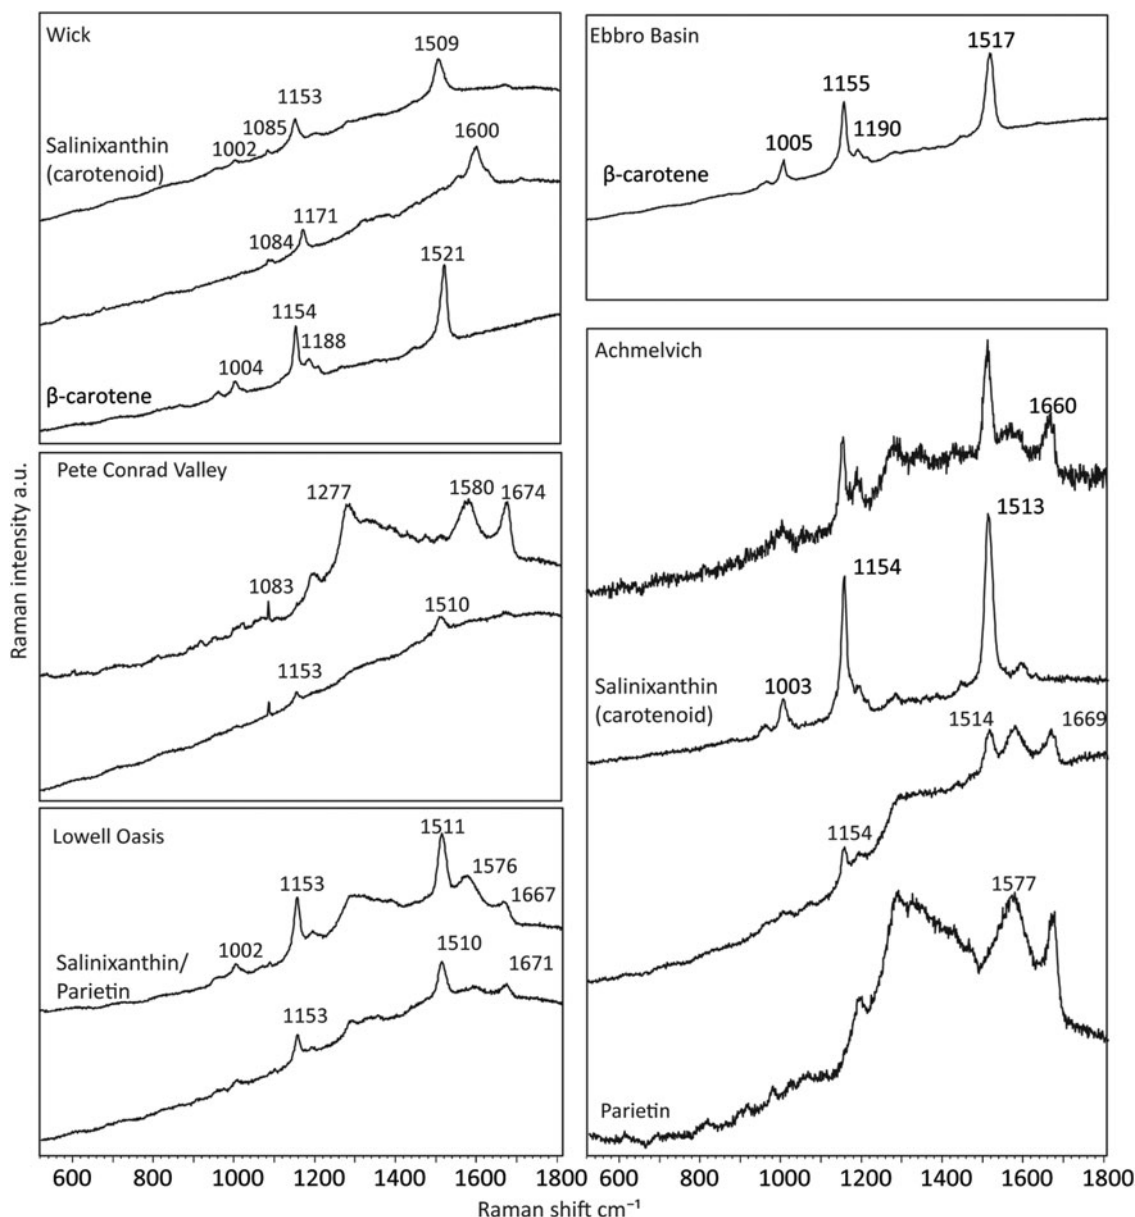 Wick
1509
1153
1085
1002
Salinixanthin
(carotenoid)
1600
1171
1084
1521
1154
1188
1004
β-carotene
Pete Conrad Valley
1277
1580
1674
1083
1510
1153
Lowell Oasis
1511
1576
1153
1667
1002
1510
Salinixanthin/
Parietin
1671
1153
600 800 1000 1200 1400 1600 1800
Ebbro Basin
1517
1155
1190
1005
β-carotene
Achmelvich
1660
1513
1154
1003
Salinixanthin
(carotenoid)
1514
1669
1154
1577
Parietin
600 800 1000 1200 1400 1600 1800
Raman intensity a.u.
Raman shift cm⁻¹